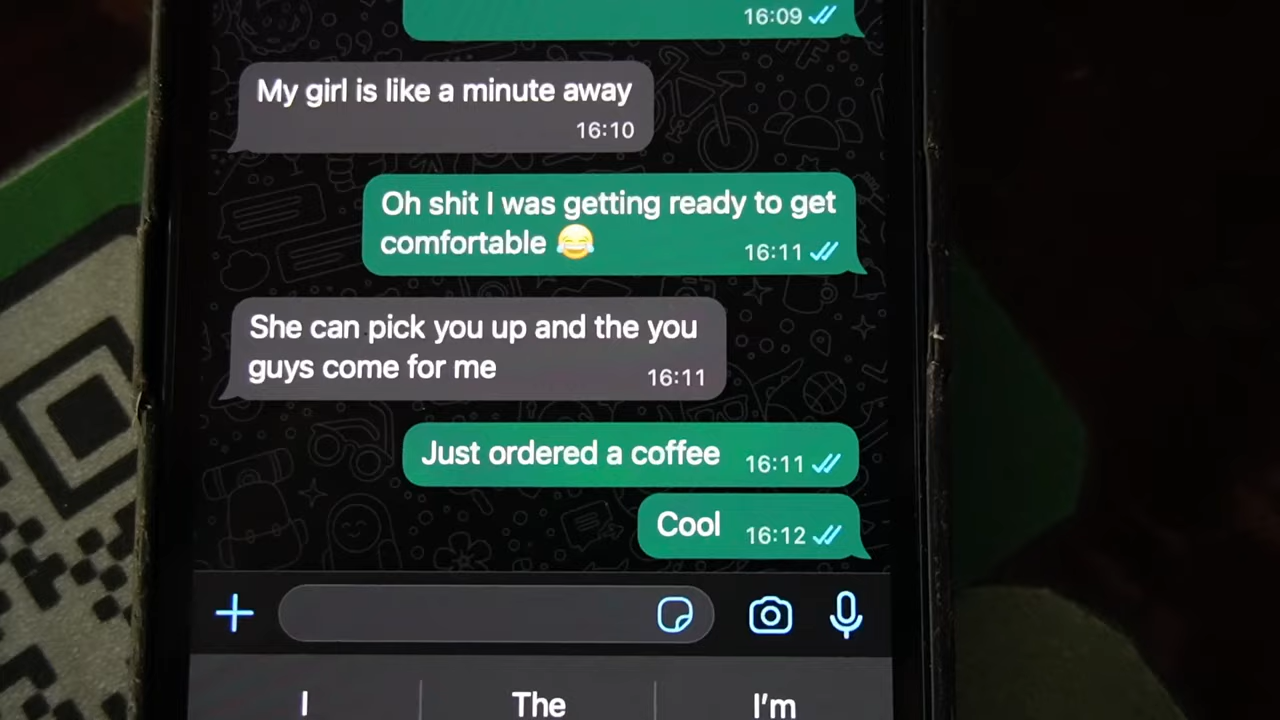 16:09
My girl is like a minute away
16:10
Oh shit I was getting ready to get
comfortable 😂
16:11
She can pick you up and the you
guys come for me
16:11
Just ordered a coffee 16:11
Cool 16:12
I The I'm